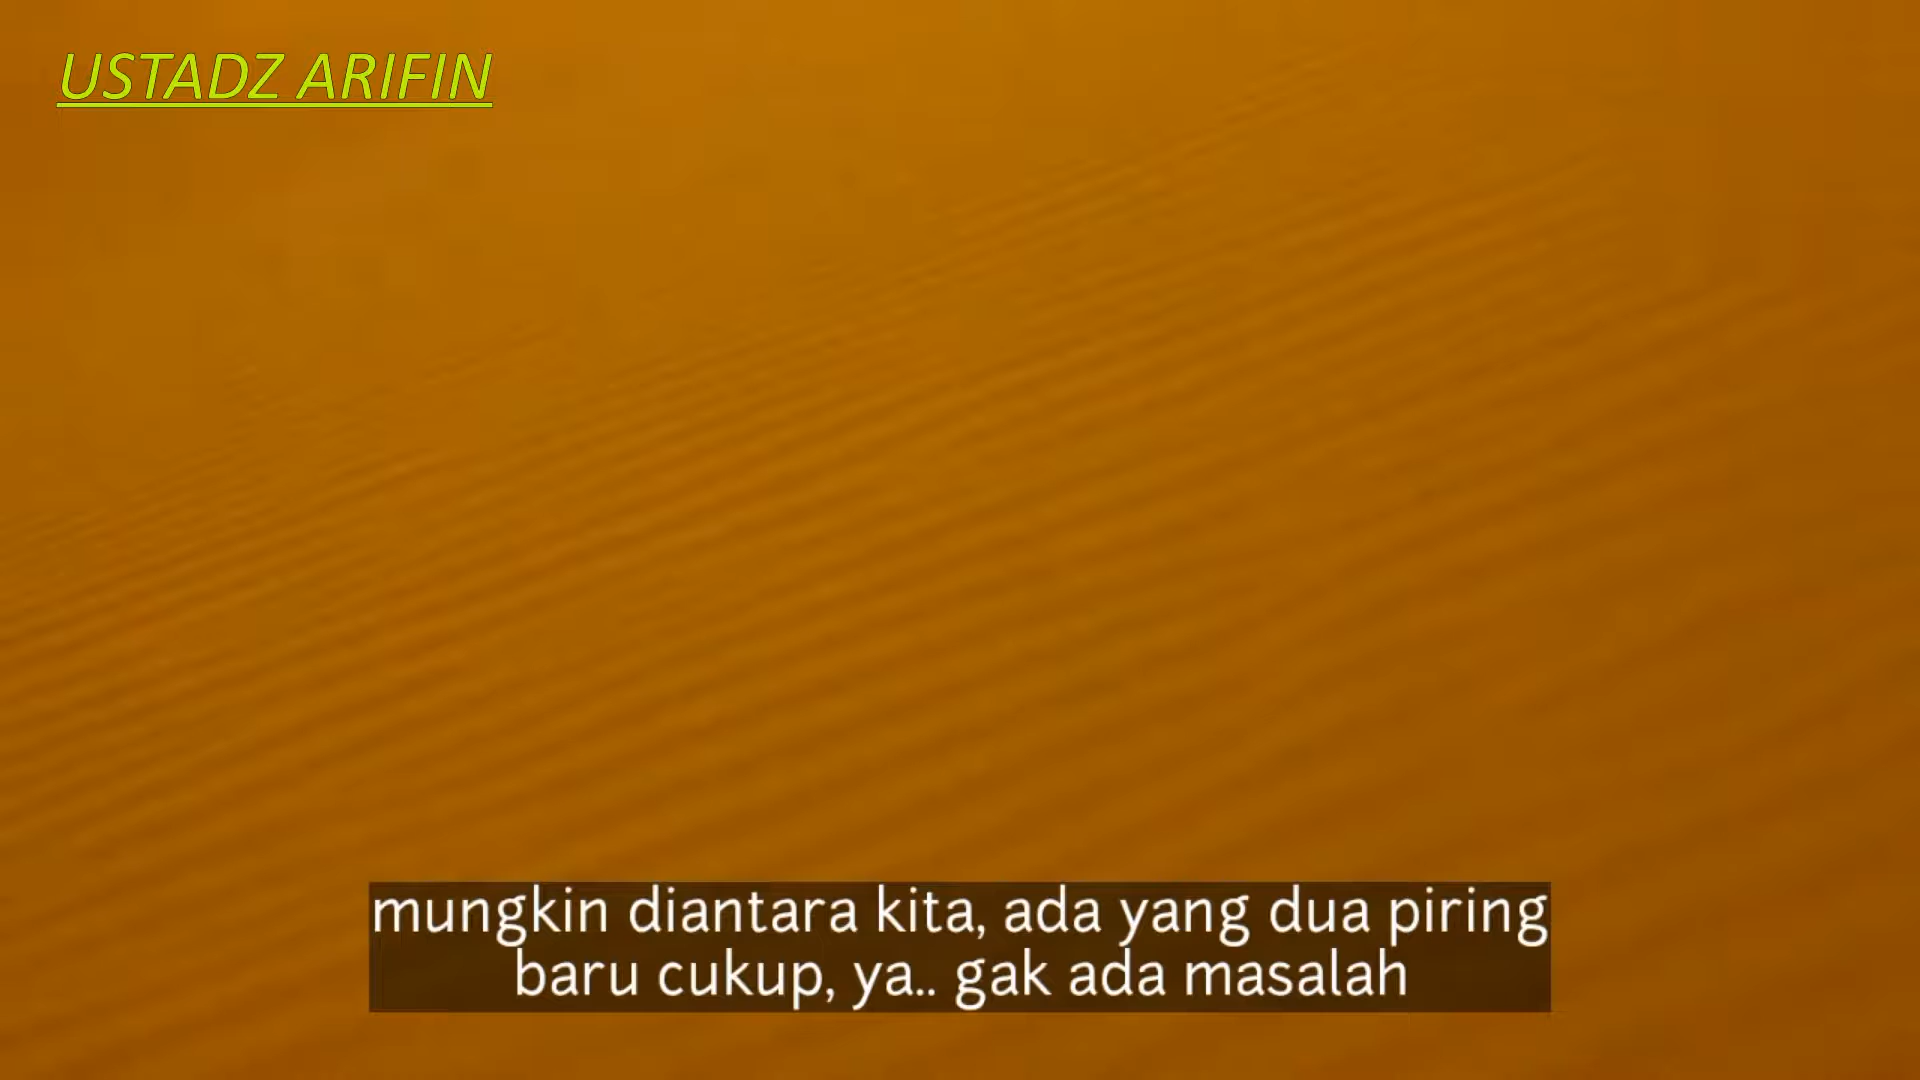 USTADZ ARIFIN
mungkin diantara kita, ada yang dua piring
baru cukup, ya.. gak ada masalah